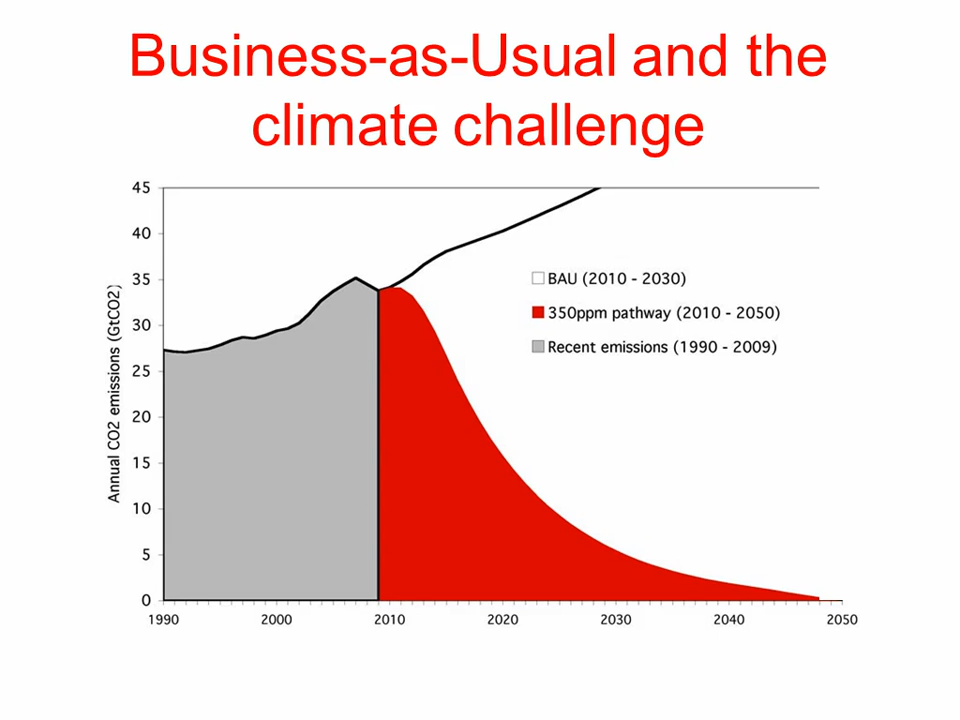 Business-as-Usual and the
climate challenge
45
40
35
30
25
20
15
10
5
0
Annual CO2 emissions (GtCO2)
BAU (2010 - 2030)
350ppm pathway (2010 - 2050)
Recent emissions (1990 - 2009)
1990 2000 2010 2020 2030 2040 2050